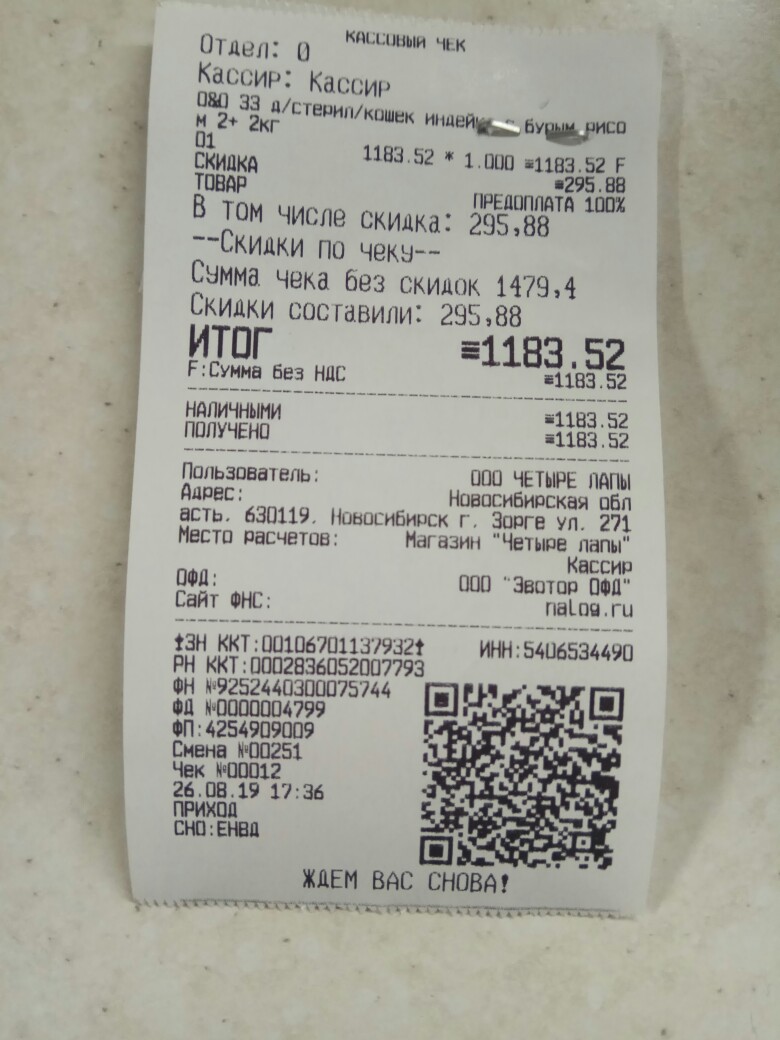 КАССОВЫЙ ЧЕК
Отдел: 0
Кассир: Кассир
O&O 33 д/стерил/кошек индейк с бурым рисо
м 2+ 2кг
01
1183.52 * 1.000 ≡1183.52 F
СКИДКА ≡295.88
ТОВАР ПРЕДОПЛАТА 100%
В том числе скидка: 295,88
--Скидки по чеку--
Сумма чека без скидок 1479,4
Скидки составили: 295,88
ИТОГ ≡1183.52
F:Сумма без НДС ≡1183.52
НАЛИЧНЫМИ ≡1183.52
ПОЛУЧЕНО ≡1183.52
Пользователь: ООО ЧЕТЫРЕ ЛАПЫ
Адрес: Новосибирская обл
асть. 630119. Новосибирск г. Зорге ул. 271
Место расчетов: Магазин "Четыре лапы"
Кассир
ОФД: ООО "Эвотор ОФД"
Сайт ФНС: nalog.ru
ЗН ККТ:00106701137932 ИНН:5406534490
РН ККТ:0002836052007793
ФН №9252440300075744
ФД №0000004799
ФП:4254909009
Смена №00251
Чек №00012
26.08.19 17:36
ПРИХОД
СНО:ЕНВД
ЖДЕМ ВАС СНОВА!